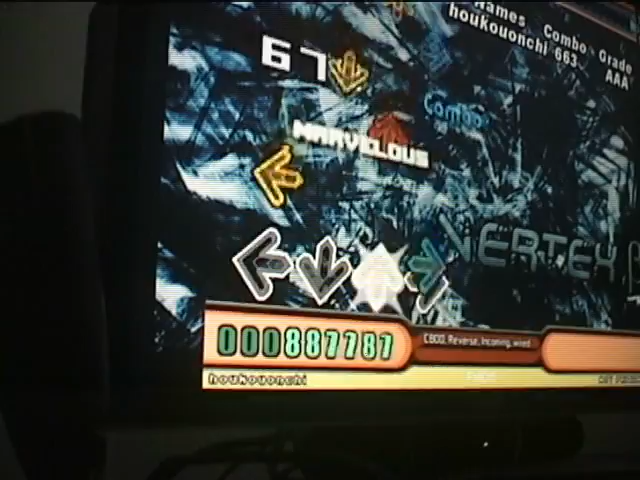 Names Combo Grade
houkouonchi 663 AAA
67
Combo
MARVELOUS
VERTEX
000887787
C800, Reverse, Incoming, wired
houkouonchi